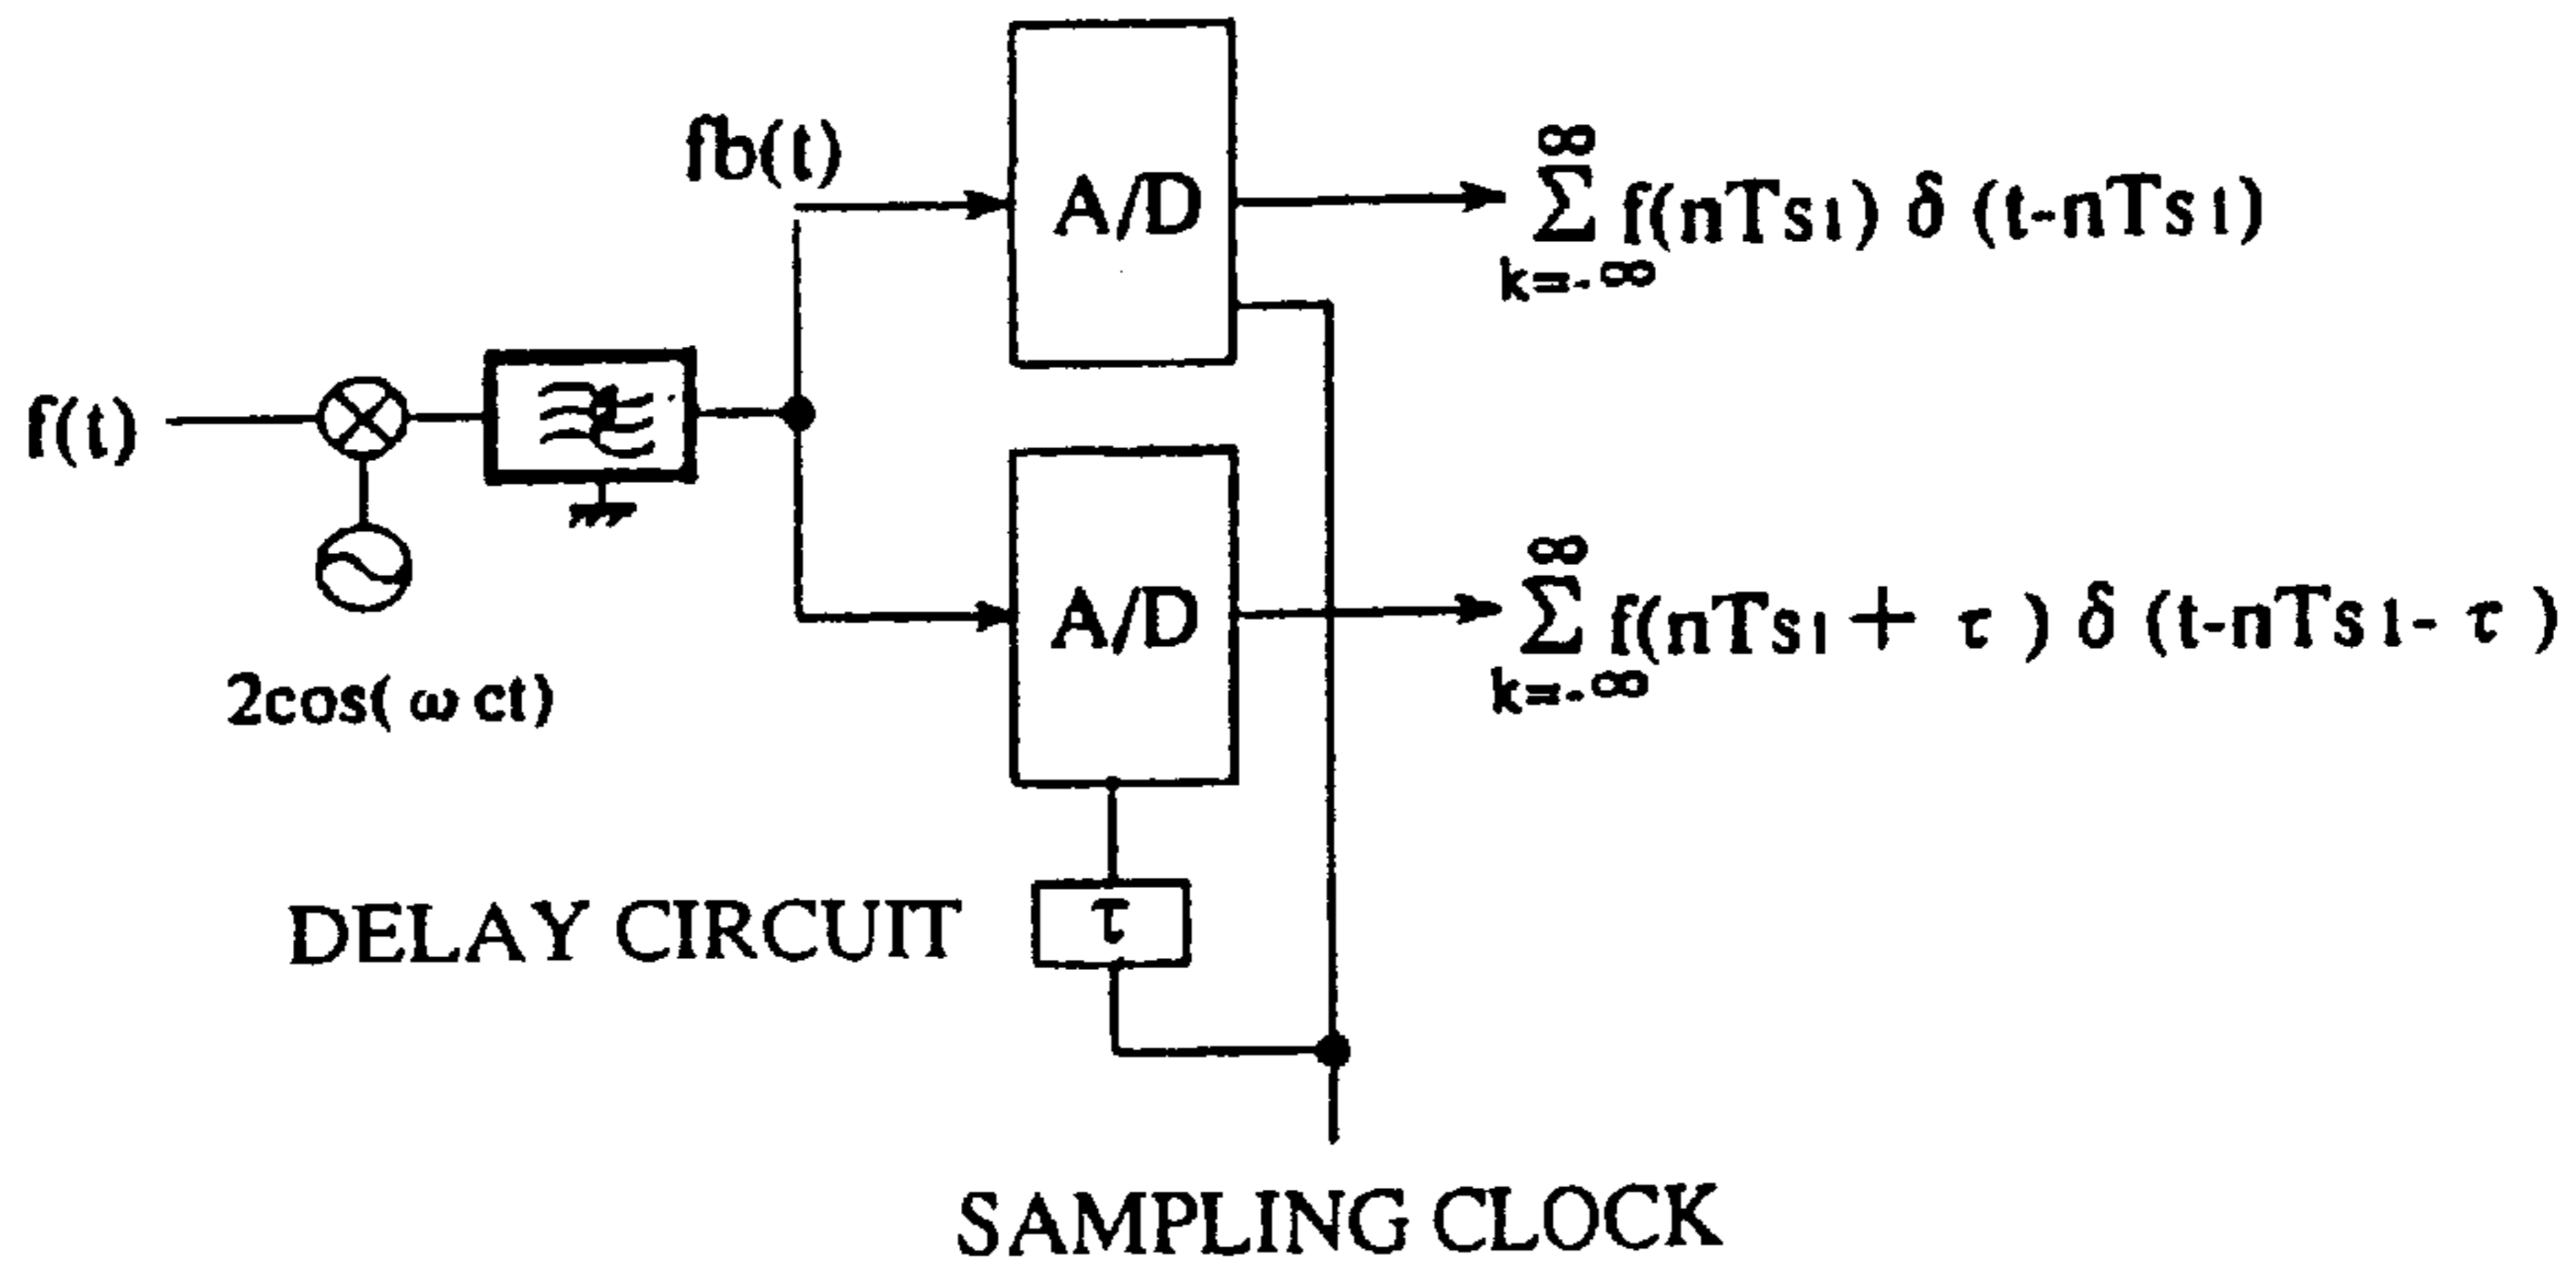 fb(t)
A/D
∞
Σ f(nTs1) δ (t-nTs1)
k=-∞
f(t)
2cos( ω ct)
A/D
∞
Σ f(nTs1+ τ ) δ (t-nTs1- τ )
k=-∞
DELAY CIRCUIT
τ
SAMPLING CLOCK